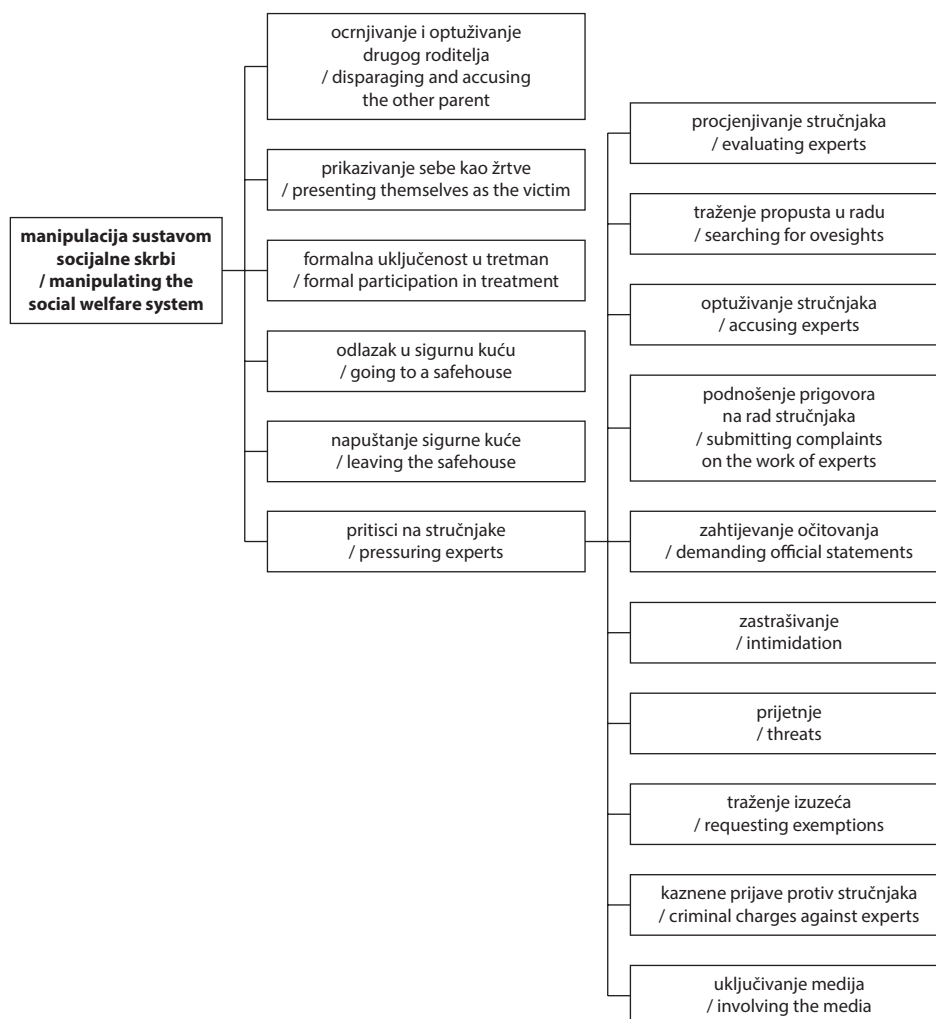 manipulacija sustavom
socijalne skrbi
/ manipulating the
social welfare system
ocrnjivanje i optuživanje
drugog roditelja
/ disparaging and accusing
the other parent
prikazivanje sebe kao žrtve
/ presenting themselves as the victim
formalna uključenost u tretman
/ formal participation in treatment
odlazak u sigurnu kuću
/ going to a safehouse
napuštanje sigurne kuće
/ leaving the safehouse
pritisci na stručnjake
/ pressuring experts
procjenjivanje stručnjaka
/ evaluating experts
traženje propusta u radu
/ searching for ovesights
optuživanje stručnjaka
/ accusing experts
podnošenje prigovora
na rad stručnjaka
/ submitting complaints
on the work of experts
zahtijevanje očitovanja
/ demanding official statements
zastrašivanje
/ intimidation
prijetnje
/ threats
traženje izuzeća
/ requesting exemptions
kaznene prijave protiv stručnjaka
/ criminal charges against experts
uključivanje medija
/ involving the media